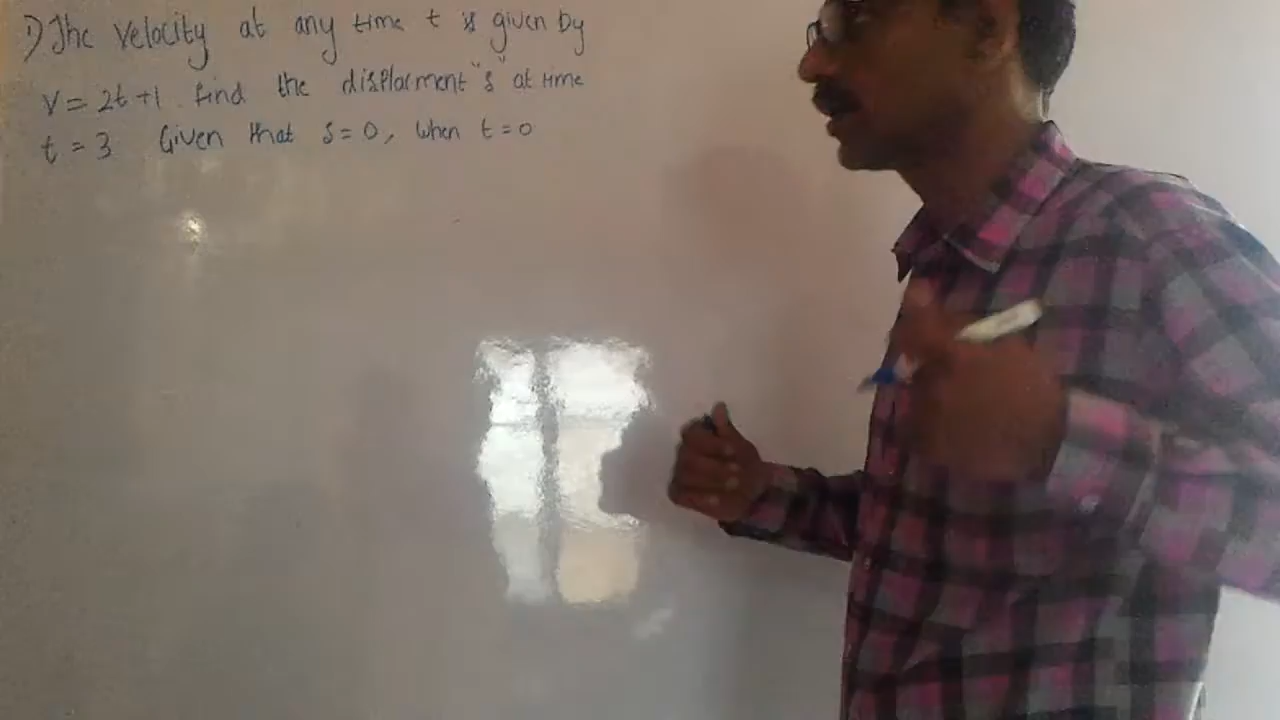 1) The velocity at any time t is given by
v = 2t +1. find the displacment "s" at time
t = 3 Given that s = 0, when t = 0